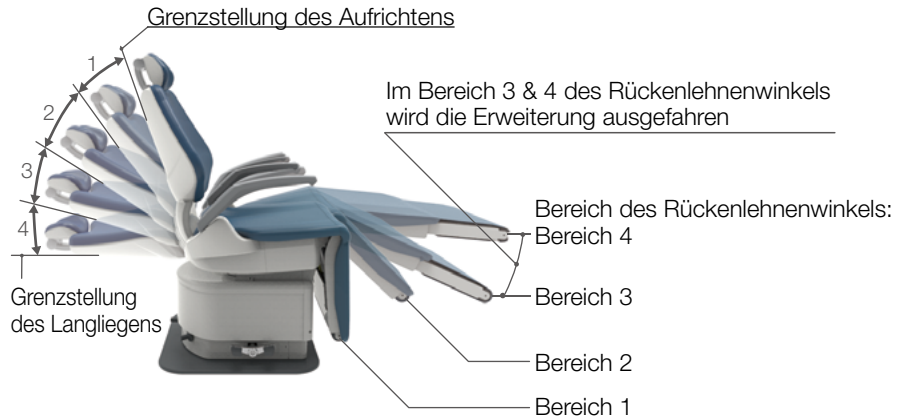 Grenzstellung des Aufrichtens
1
2
3
4
Im Bereich 3 & 4 des Rückenlehnenwinkels
wird die Erweiterung ausgefahren
Bereich des Rückenlehnenwinkels:
Bereich 4
Bereich 3
Grenzstellung
des Langliegens
Bereich 2
Bereich 1